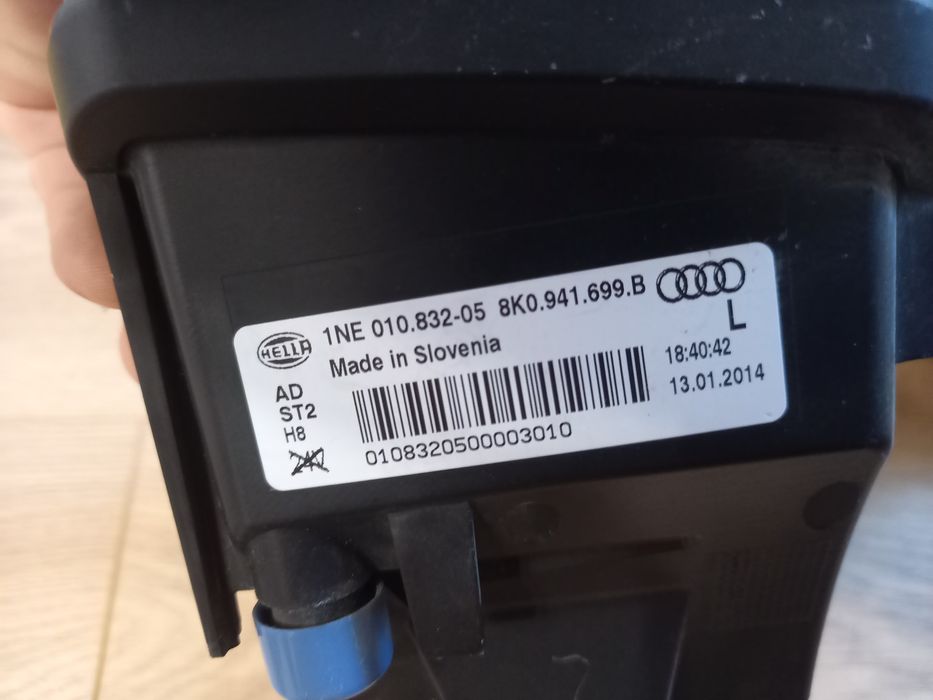 HELLA 1NE 010.832-05 8K0.941.699.B
L
Made in Slovenia
18:40:42
13.01.2014
AD
ST2
H8
24V
0108320500003010